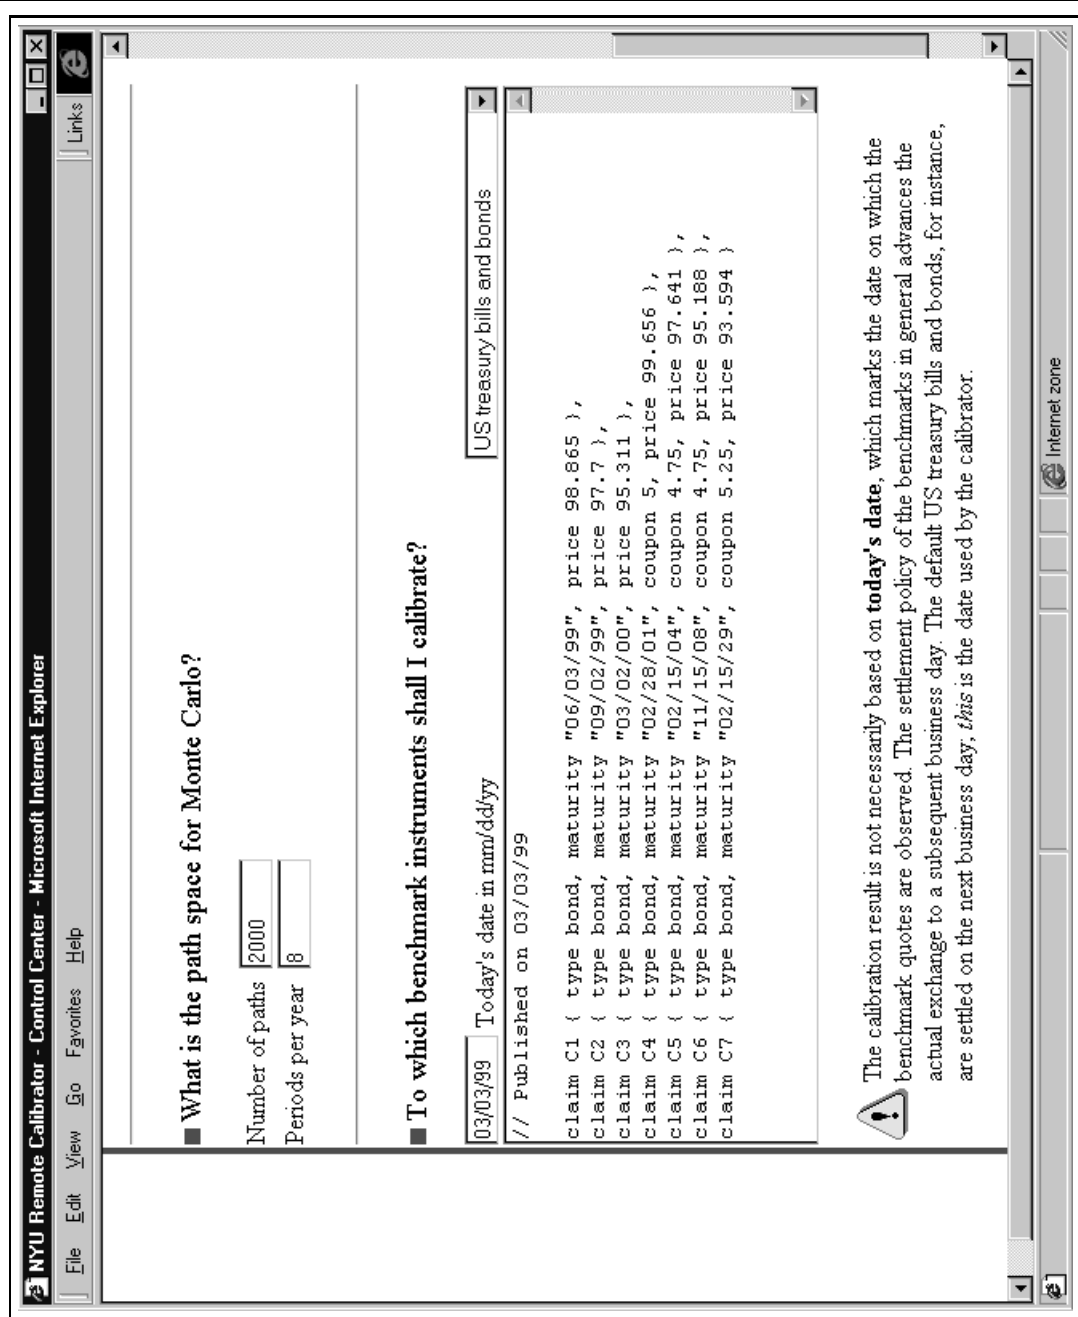 NYU Remote Calibrator - Control Center - Microsoft Internet Explorer
File Edit View Go Favorites Help Links
What is the path space for Monte Carlo?
Number of paths 2000
Periods per year 8
To which benchmark instruments shall I calibrate?
03/03/99 Today's date in mm/dd/yy US treasury bills and bonds
// Published on 03/03/99
claim C1 { type bond, maturity "06/03/99", price 98.865 },
claim C2 { type bond, maturity "09/02/99", price 97.7 },
claim C3 { type bond, maturity "03/02/00", price 95.311 },
claim C4 { type bond, maturity "02/28/01", coupon 5, price 99.656 },
claim C5 { type bond, maturity "02/15/04", coupon 4.75, price 97.641 },
claim C6 { type bond, maturity "11/15/08", coupon 4.75, price 95.188 },
claim C7 { type bond, maturity "02/15/29", coupon 5.25, price 93.594 }
The calibration result is not necessarily based on today's date, which marks the date on which the
benchmark quotes are observed. The settlement policy of the benchmarks in general advances the
actual exchange to a subsequent business day. The default US treasury bills and bonds, for instance,
are settled on the next business day; this is the date used by the calibrator.
Internet zone